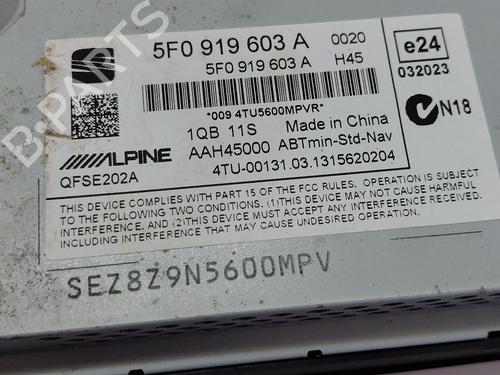 5F0 919 603 A 0020
5F0 919 603 A H45
e24
032023
*009 4TU5600MPVR*
N18
1QB 11S Made in China
ALPINE AAH45000 ABTmin-Std-Nav
QFSE202A 4TU-00131.03.1315620204
THIS DEVICE COMPLIES WITH PART 15 OF THE FCC RULES. OPERATION IS SUBJECT
TO THE FOLLOWING TWO CONDITIONS. (1)THIS DEVICE MAY NOT CAUSE HARMFUL
INTERFERENCE. AND (2)THIS DEVICE MUST ACCEPT ANY INTERFERENCE RECEIVED.
INCLUDING INTERFERENCE THAT MAY CAUSE UNDESIRED OPERATION.
SEZ8Z9N5600MPV
B-PARTS